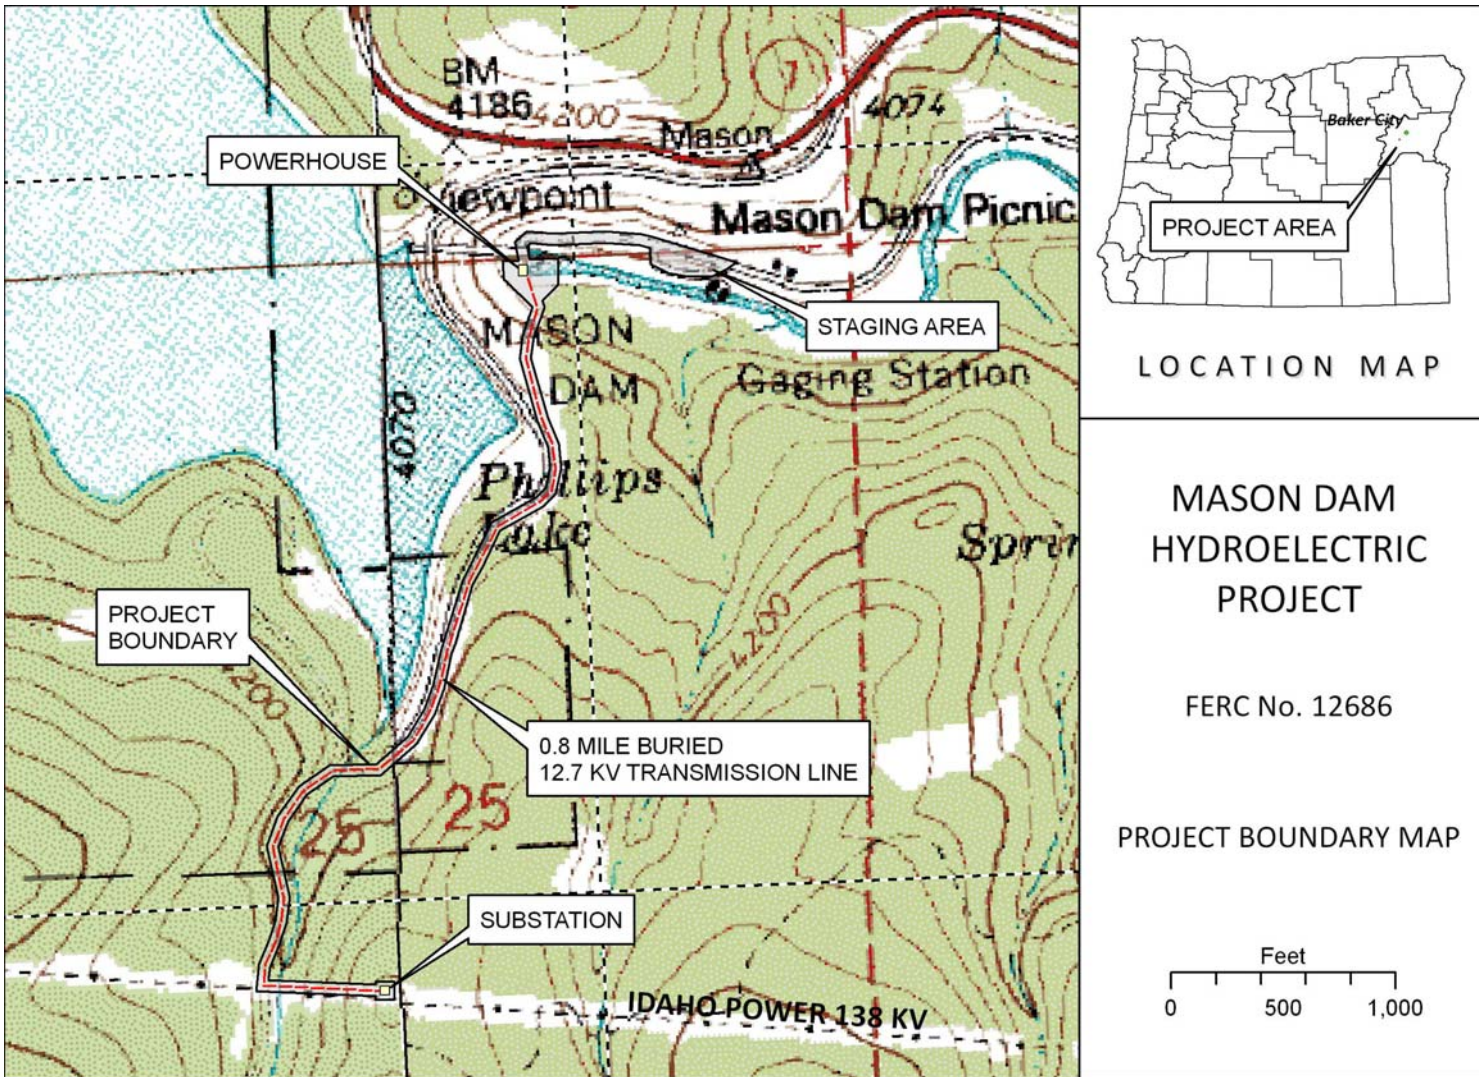 BM
4186
4200
7
4074
Mason
POWERHOUSE
Viewpoint
Mason Dam Picnic
STAGING AREA
MASON
DAM
Gaging Station
4070
Phillips
Lake
Sprin
PROJECT
BOUNDARY
4200
4200
0.8 MILE BURIED
12.7 KV TRANSMISSION LINE
25
25
SUBSTATION
IDAHO POWER 138 KV
Baker City
PROJECT AREA
LOCATION MAP
MASON DAM
HYDROELECTRIC
PROJECT
FERC No. 12686
PROJECT BOUNDARY MAP
Feet
0 500 1,000